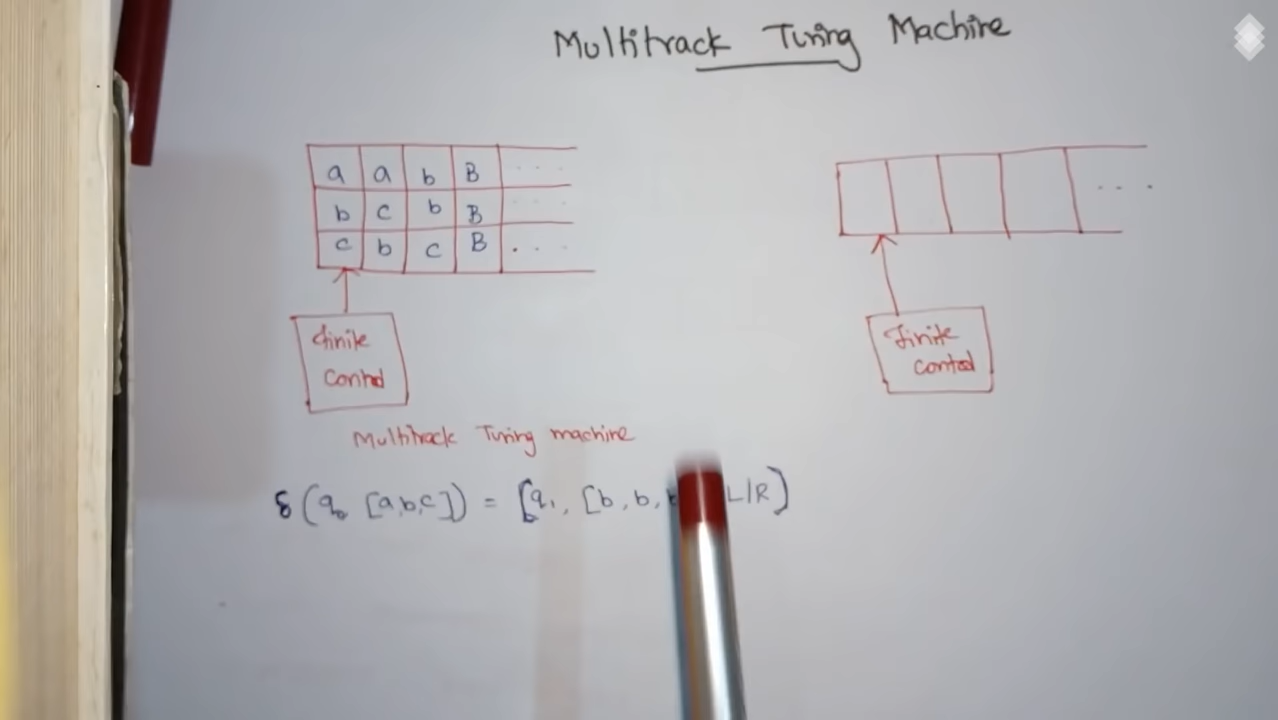 Multitrack Turing Machine
a a b B ....
b c b B ....
c b c B ....
....
finite
control
finite
control
Multitrack Turing machine
δ(q₀ [a,b,c]) = [q₁, [b, b, L/R)